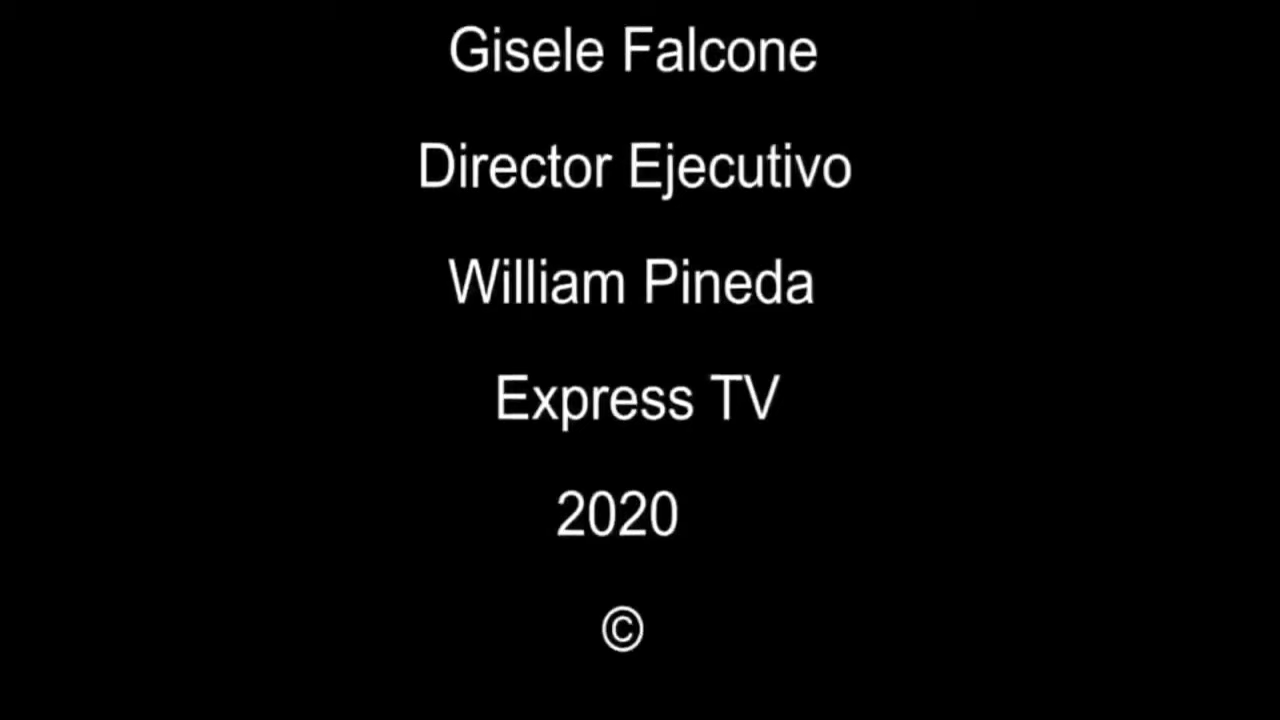 Gisele Falcone
Director Ejecutivo
William Pineda
Express TV
2020
©